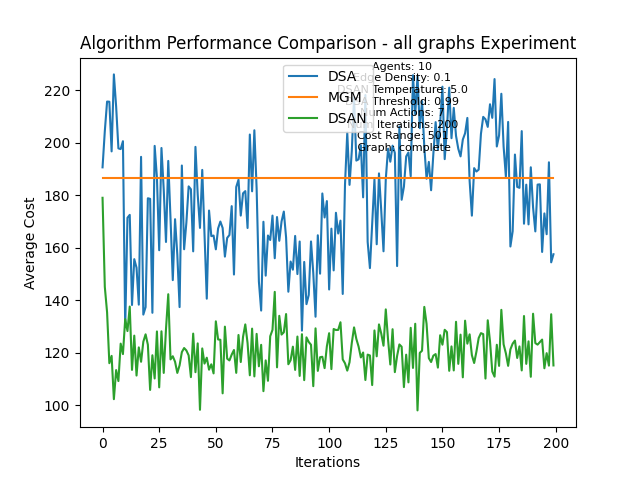 Algorithm Performance Comparison - all graphs Experiment
Average Cost
220
200
180
160
140
120
100
0
25
50
75
100
125
150
175
200
Iterations
DSA
MGM
DSAN
Agents: 10
Edge Density: 0.1
Temperature: 5.0
Threshold: 0.99
Num Actions: 7
Iterations: 200
Cost Range: 501
Graph: complete